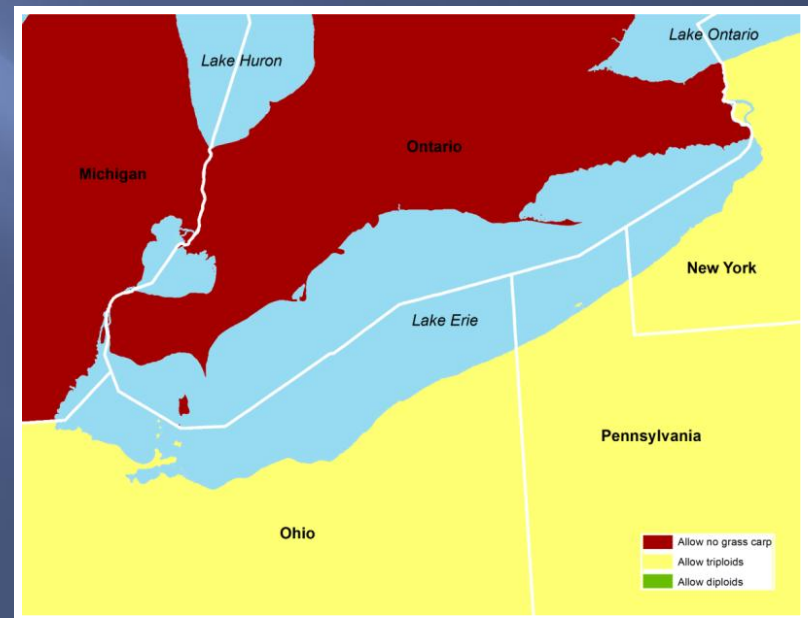 Lake Huron
Lake Ontario
Ontario
Michigan
New York
Lake Erie
Pennsylvania
Ohio
Allow no grass carp
Allow triploids
Allow diploids